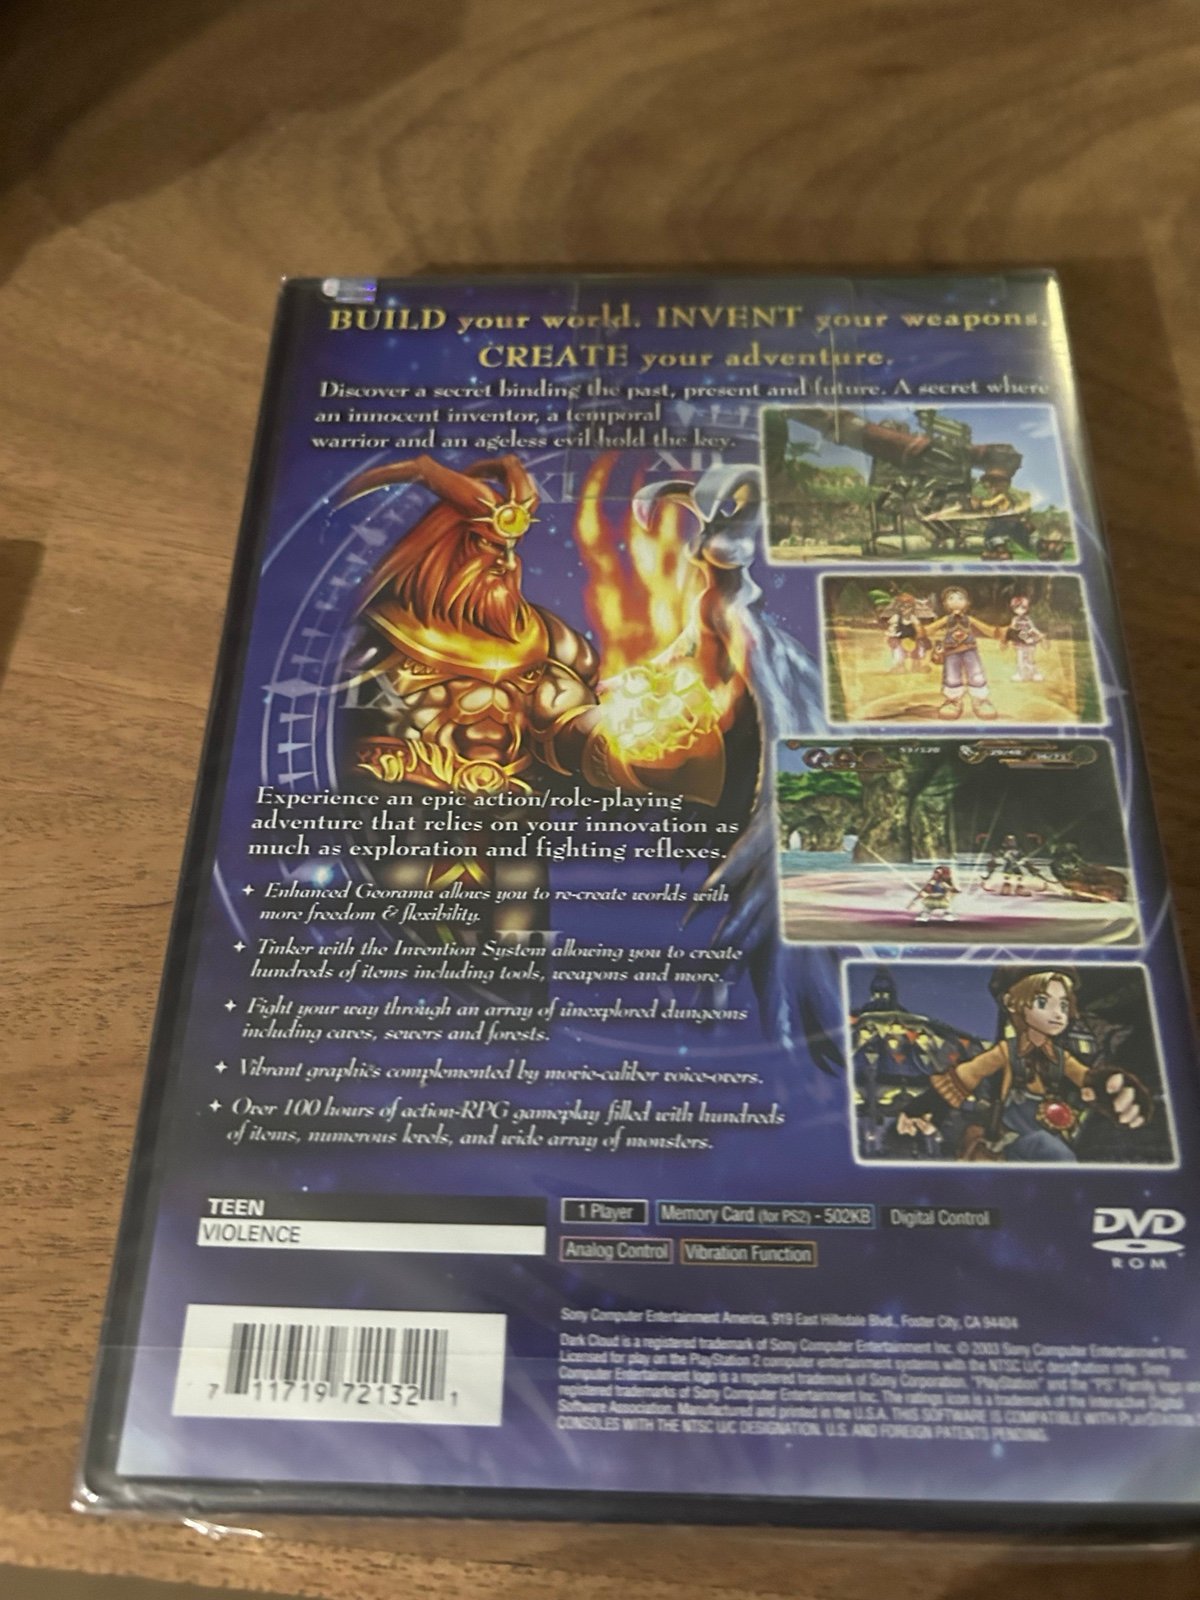 BUILD your world. INVENT your weapons.
CREATE your adventure.
Discover a secret binding the past, present and future. A secret where
an innocent inventor, a temporal
warrior and an ageless evil hold the key.
XII
XI
IX
Experience an epic action/role-playing
adventure that relies on your innovation as
much as exploration and fighting reflexes.
✦ Enhanced Georama allows you to re-create worlds with
more freedom & flexibility.
✦ Tinker with the Invention System allowing you to create
hundreds of items including tools, weapons and more.
✦ Fight your way through an array of unexplored dungeons
including caves, sewers and forests.
✦ Vibrant graphics complemented by movie-caliber voice-overs.
✦ Over 100 hours of action-RPG gameplay filled with hundreds
of items, numerous levels, and wide array of monsters.
TEEN
VIOLENCE
1 Player
Memory Card (for PS2) - 502KB
Digital Control
Analog Control
Vibration Function
DVD
ROM
7 11719 72132 1
Sony Computer Entertainment America, 919 East Hillsdale Blvd., Foster City, CA 94404
Dark Cloud is a registered trademark of Sony Computer Entertainment Inc. © 2003 Sony Computer Entertainment Inc.
Licensed for play on the PlayStation 2 computer entertainment systems with the NTSC U/C designation only. Sony
Computer Entertainment logo is a registered trademark of Sony Corporation. "PlayStation" and the "PS" Family logo
registered trademarks of Sony Computer Entertainment Inc. The ratings icon is a trademark of the Interactive Digital
Software Association. Manufactured and printed in the U.S.A. THIS SOFTWARE IS COMPATIBLE WITH PLAYSTATION
CONSOLES WITH THE NTSC U/C DESIGNATION. U.S. AND FOREIGN PATENTS PENDING.